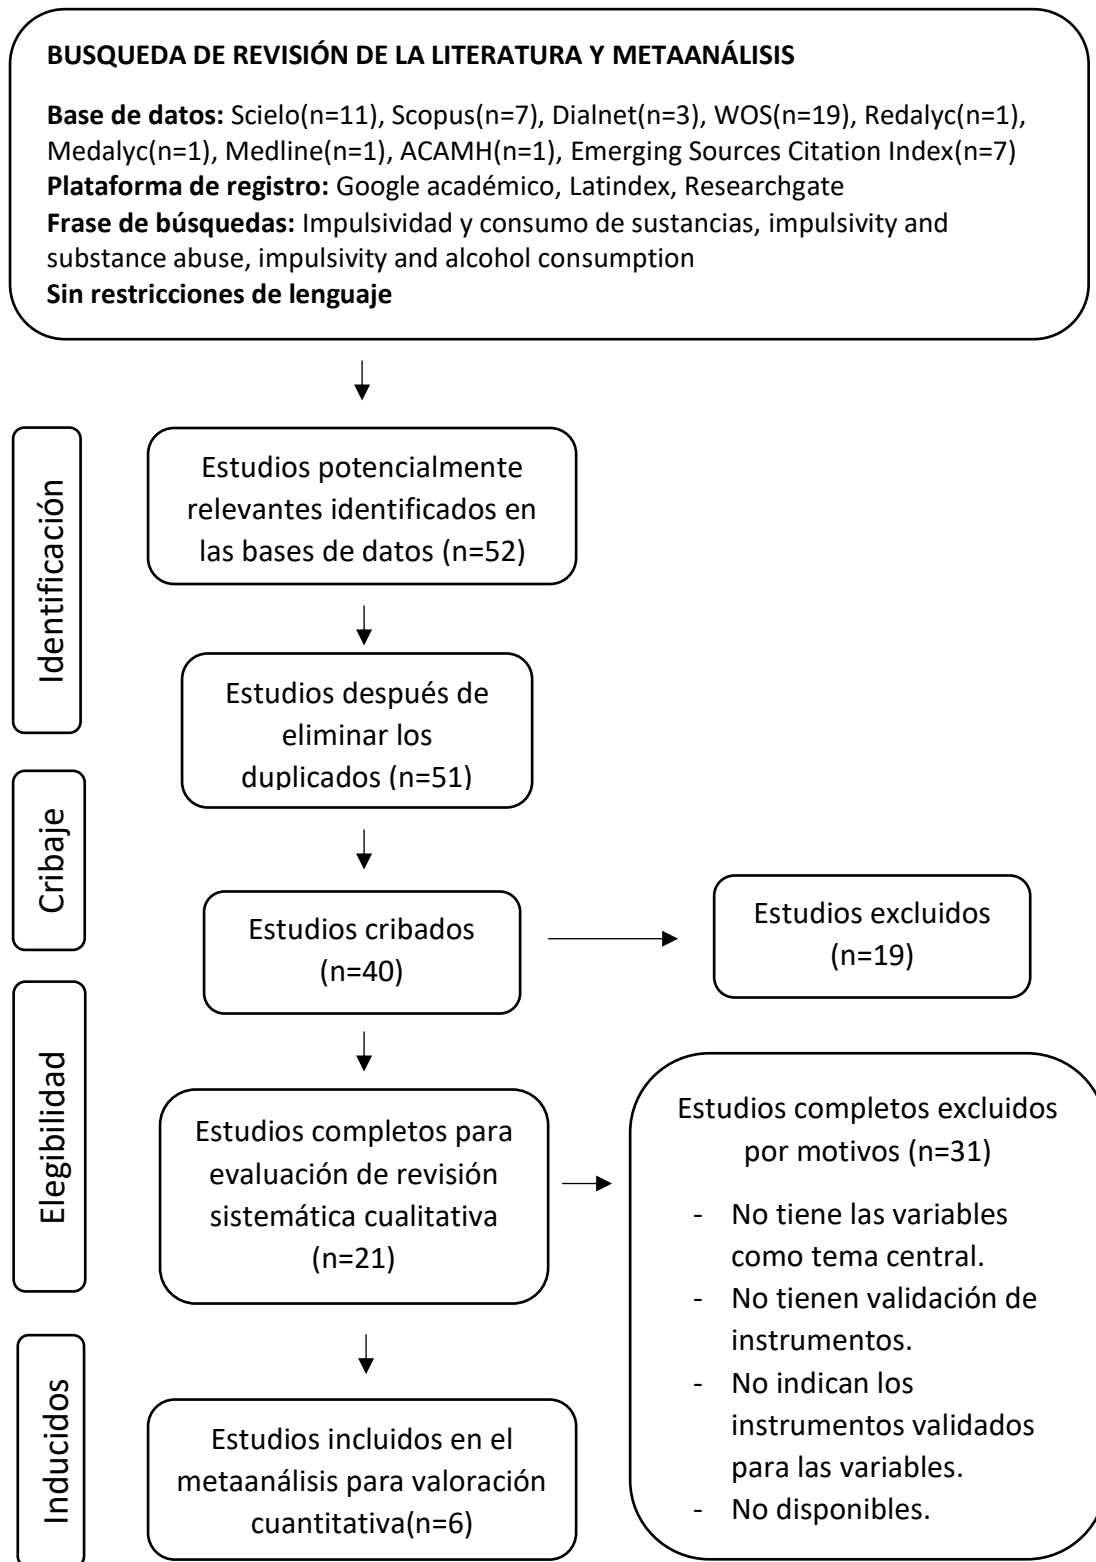 BUSQUEDA DE REVISIÓN DE LA LITERATURA Y METAANÁLISIS
Base de datos: Scielo(n=11), Scopus(n=7), Dialnet(n=3), WOS(n=19), Redalyc(n=1),
Medalyc(n=1), Medline(n=1), ACAMH(n=1), Emerging Sources Citation Index(n=7)
Plataforma de registro: Google académico, Latindex, Researchgate
Frase de búsquedas: Impulsividad y consumo de sustancias, impulsivity and
substance abuse, impulsivity and alcohol consumption
Sin restricciones de lenguaje
Identificación
Estudios potencialmente
relevantes identificados en
las bases de datos (n=52)
Estudios después de
eliminar los
duplicados (n=51)
Cribaje
Estudios cribados
(n=40)
Estudios excluidos
(n=19)
Elegibilidad
Estudios completos para
evaluación de revisión
sistemática cualitativa
(n=21)
Estudios completos excluidos
por motivos (n=31)
- No tiene las variables
como tema central.
- No tienen validación de
instrumentos.
- No indican los
instrumentos validados
para las variables.
- No disponibles.
Inducidos
Estudios incluidos en el
metaanálisis para valoración
cuantitativa(n=6)